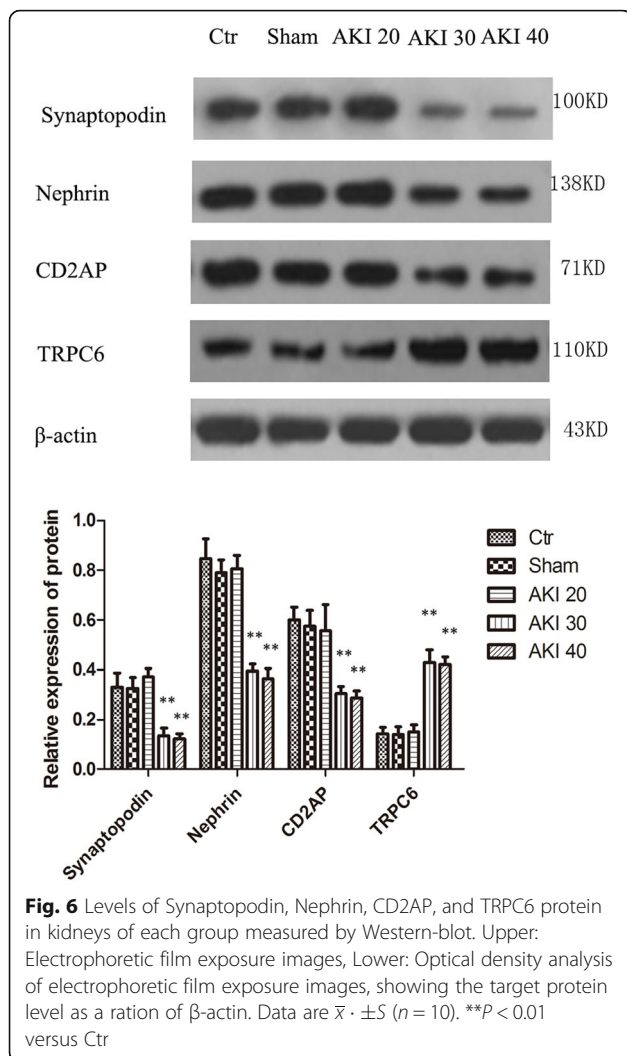 Ctr Sham AKI 20 AKI 30 AKI 40
Synaptopodin 100KD
Nephrin 138KD
CD2AP 71KD
TRPC6 110KD
β-actin 43KD
Relative expression of protein
1.0
0.8
0.6
0.4
0.2
0.0
** ** ** ** ** ** ** **
Synaptopodin Nephrin CD2AP TRPC6
Ctr
Sham
AKI 20
AKI 30
AKI 40
Fig. 6 Levels of Synaptopodin, Nephrin, CD2AP, and TRPC6 protein
in kidneys of each group measured by Western-blot. Upper:
Electrophoretic film exposure images, Lower: Optical density analysis
of electrophoretic film exposure images, showing the target protein
level as a ration of β-actin. Data are x̅ · ±S (n = 10). **P < 0.01
versus Ctr